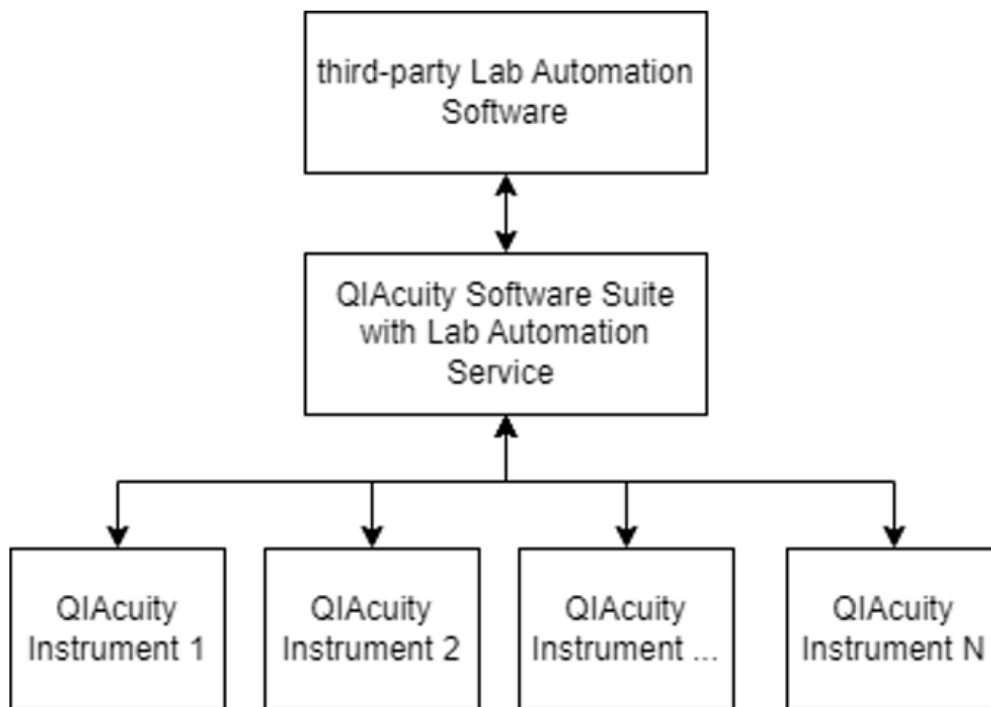 third-party Lab Automation
Software
QIAcuity Software Suite
with Lab Automation
Service
QIAcuity
Instrument 1
QIAcuity
Instrument 2
QIAcuity
Instrument ...
QIAcuity
Instrument N